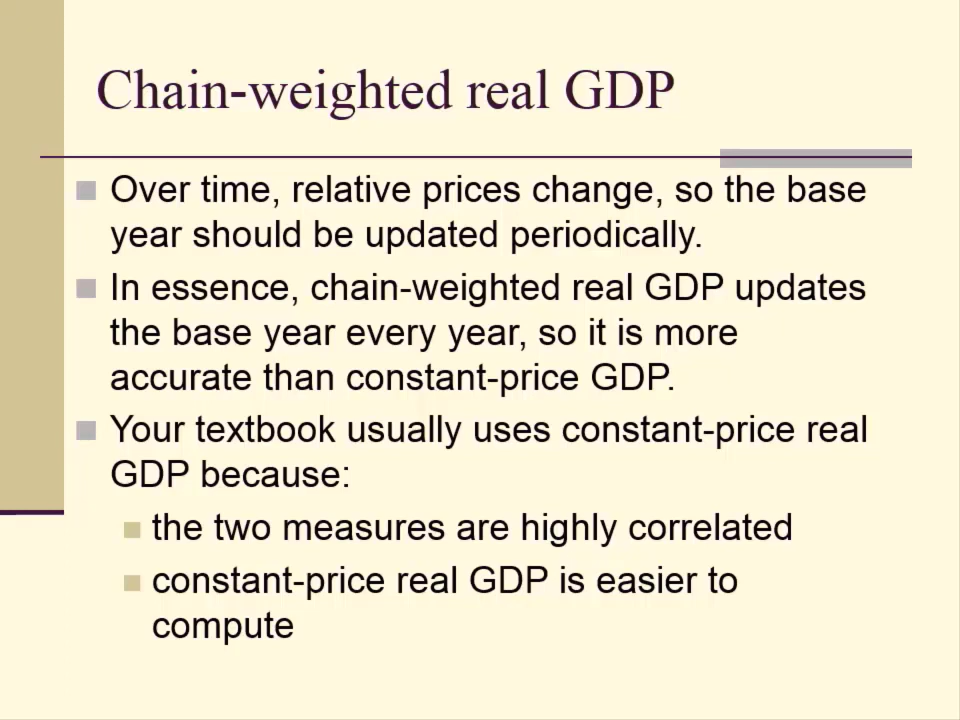 Chain-weighted real GDP
Over time, relative prices change, so the base
year should be updated periodically.
In essence, chain-weighted real GDP updates
the base year every year, so it is more
accurate than constant-price GDP.
Your textbook usually uses constant-price real
GDP because:
the two measures are highly correlated
constant-price real GDP is easier to
compute